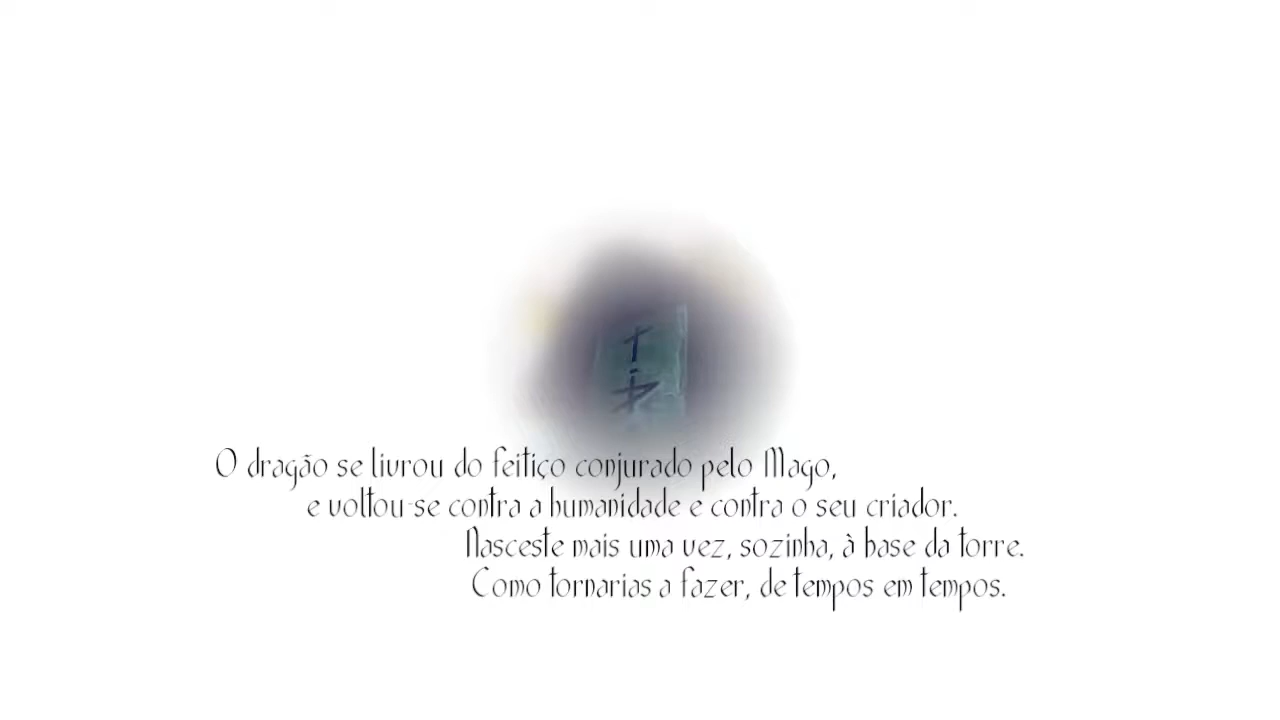 O dragão se livrou do feitiço conjurado pelo Mago,
e voltou-se contra a humanidade e contra o seu criador.
Nasceste mais uma vez, sozinha, à base da torre.
Como tornarias a fazer, de tempos em tempos.